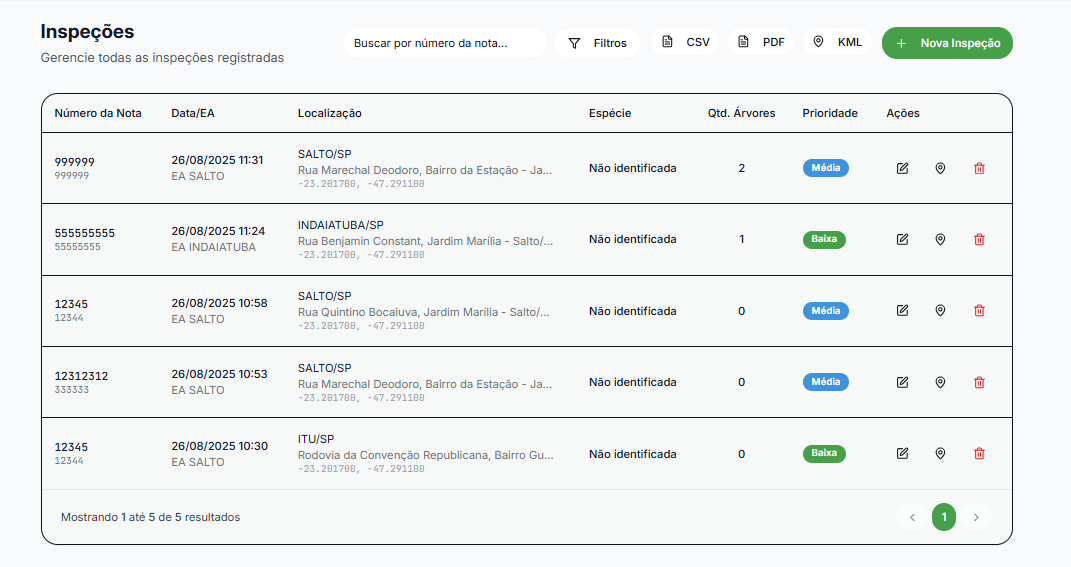 Inspeções
Gerencie todas as inspeções registradas
Buscar por número da nota...
Filtros
CSV
PDF
KML
+ Nova Inspeção
Número da Nota Data/EA Localização Espécie Qtd. Árvores Prioridade Ações
999999
999999
26/08/2025 11:31
EA SALTO
SALTO/SP
Rua Marechal Deodoro, Bairro da Estação - Ja...
-23.201700, -47.291100
Não identificada
2
Média
555555555
55555555
26/08/2025 11:24
EA INDAIATUBA
INDAIATUBA/SP
Rua Benjamin Constant, Jardim Marília - Salto/...
-23.201700, -47.291100
Não identificada
1
Baixa
12345
12344
26/08/2025 10:58
EA SALTO
SALTO/SP
Rua Quintino Bocaiuva, Jardim Marília - Salto/...
-23.201700, -47.291100
Não identificada
0
Média
12312312
333333
26/08/2025 10:53
EA SALTO
SALTO/SP
Rua Marechal Deodoro, Bairro da Estação - Ja...
-23.201700, -47.291100
Não identificada
0
Média
12345
12344
26/08/2025 10:30
EA SALTO
ITU/SP
Rodovia da Convenção Republicana, Bairro Gu...
-23.201700, -47.291100
Não identificada
0
Baixa
Mostrando 1 até 5 de 5 resultados
1